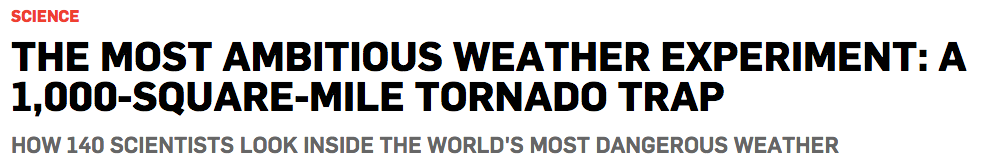 SCIENCE
THE MOST AMBITIOUS WEATHER EXPERIMENT: A
1,000-SQUARE-MILE TORNADO TRAP
HOW 140 SCIENTISTS LOOK INSIDE THE WORLD'S MOST DANGEROUS WEATHER